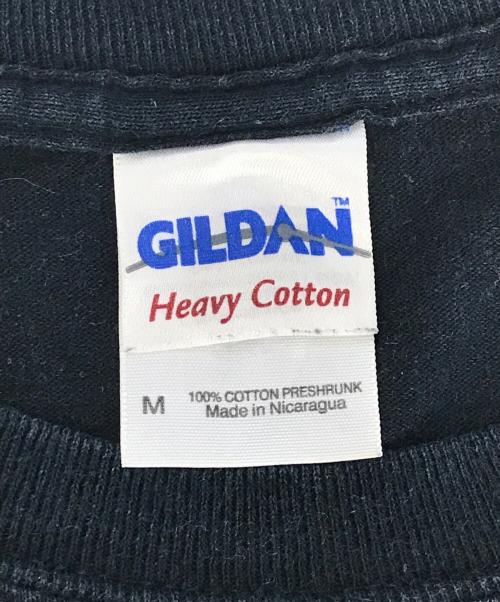 GILDAN™
Heavy Cotton
M
100% COTTON PRESHRUNK
Made in Nicaragua